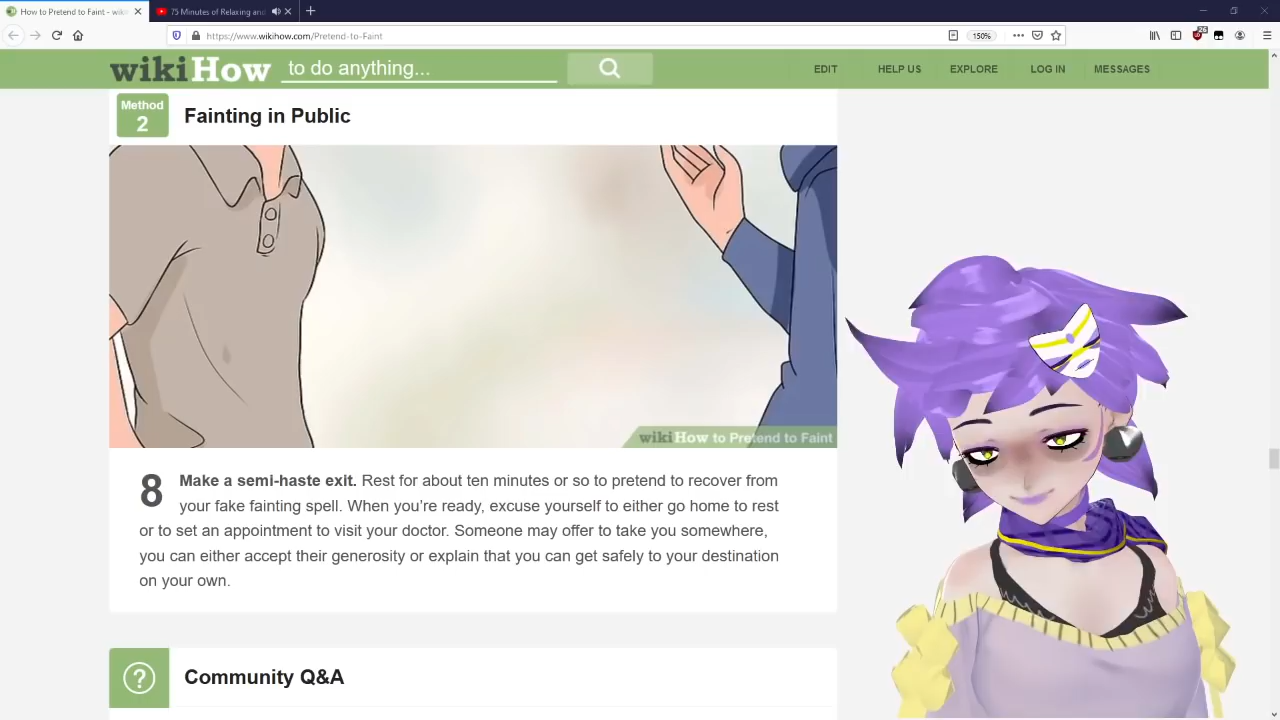 How to Pretend to Faint - wiki
75 Minutes of Relaxing and
https://www.wikihow.com/Pretend-to-Faint
150%
wikiHow to do anything...
EDIT HELP US EXPLORE LOG IN MESSAGES
Method
2
Fainting in Public
wikiHow to Pretend to Faint
8 Make a semi-haste exit. Rest for about ten minutes or so to pretend to recover from
your fake fainting spell. When you're ready, excuse yourself to either go home to rest
or to set an appointment to visit your doctor. Someone may offer to take you somewhere,
you can either accept their generosity or explain that you can get safely to your destination
on your own.
Community Q&A